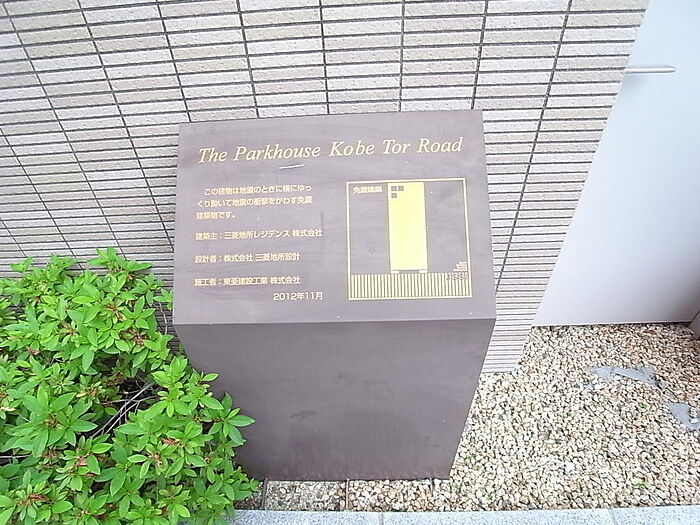 The Parkhouse Kobe Tor Road
この建物は地震のときに横にゆっ
くり動いて地震の衝撃をかわす免震
建築物です。
建築主：三菱地所レジデンス 株式会社
設計者：株式会社 三菱地所設計
施工者：東亜建設工業 株式会社
2012年11月
免震建築